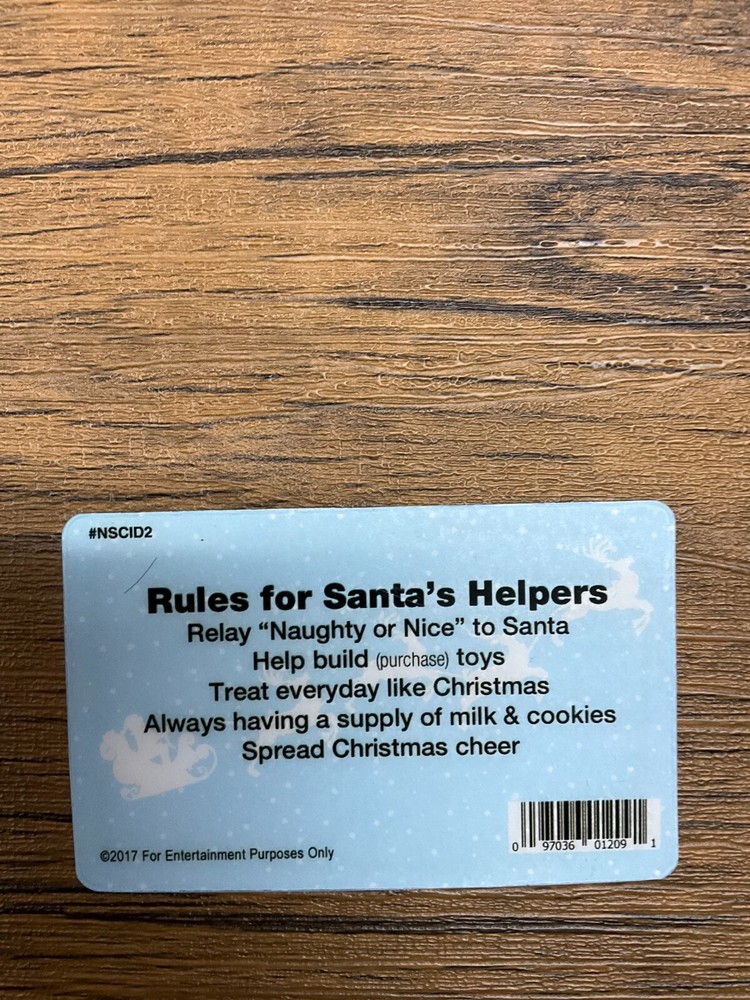 #NSCID2
Rules for Santa's Helpers
Relay “Naughty or Nice” to Santa
Help build (purchase) toys
Treat everyday like Christmas
Always having a supply of milk & cookies
Spread Christmas cheer
©2017 For Entertainment Purposes Only
0 97036 01209 1